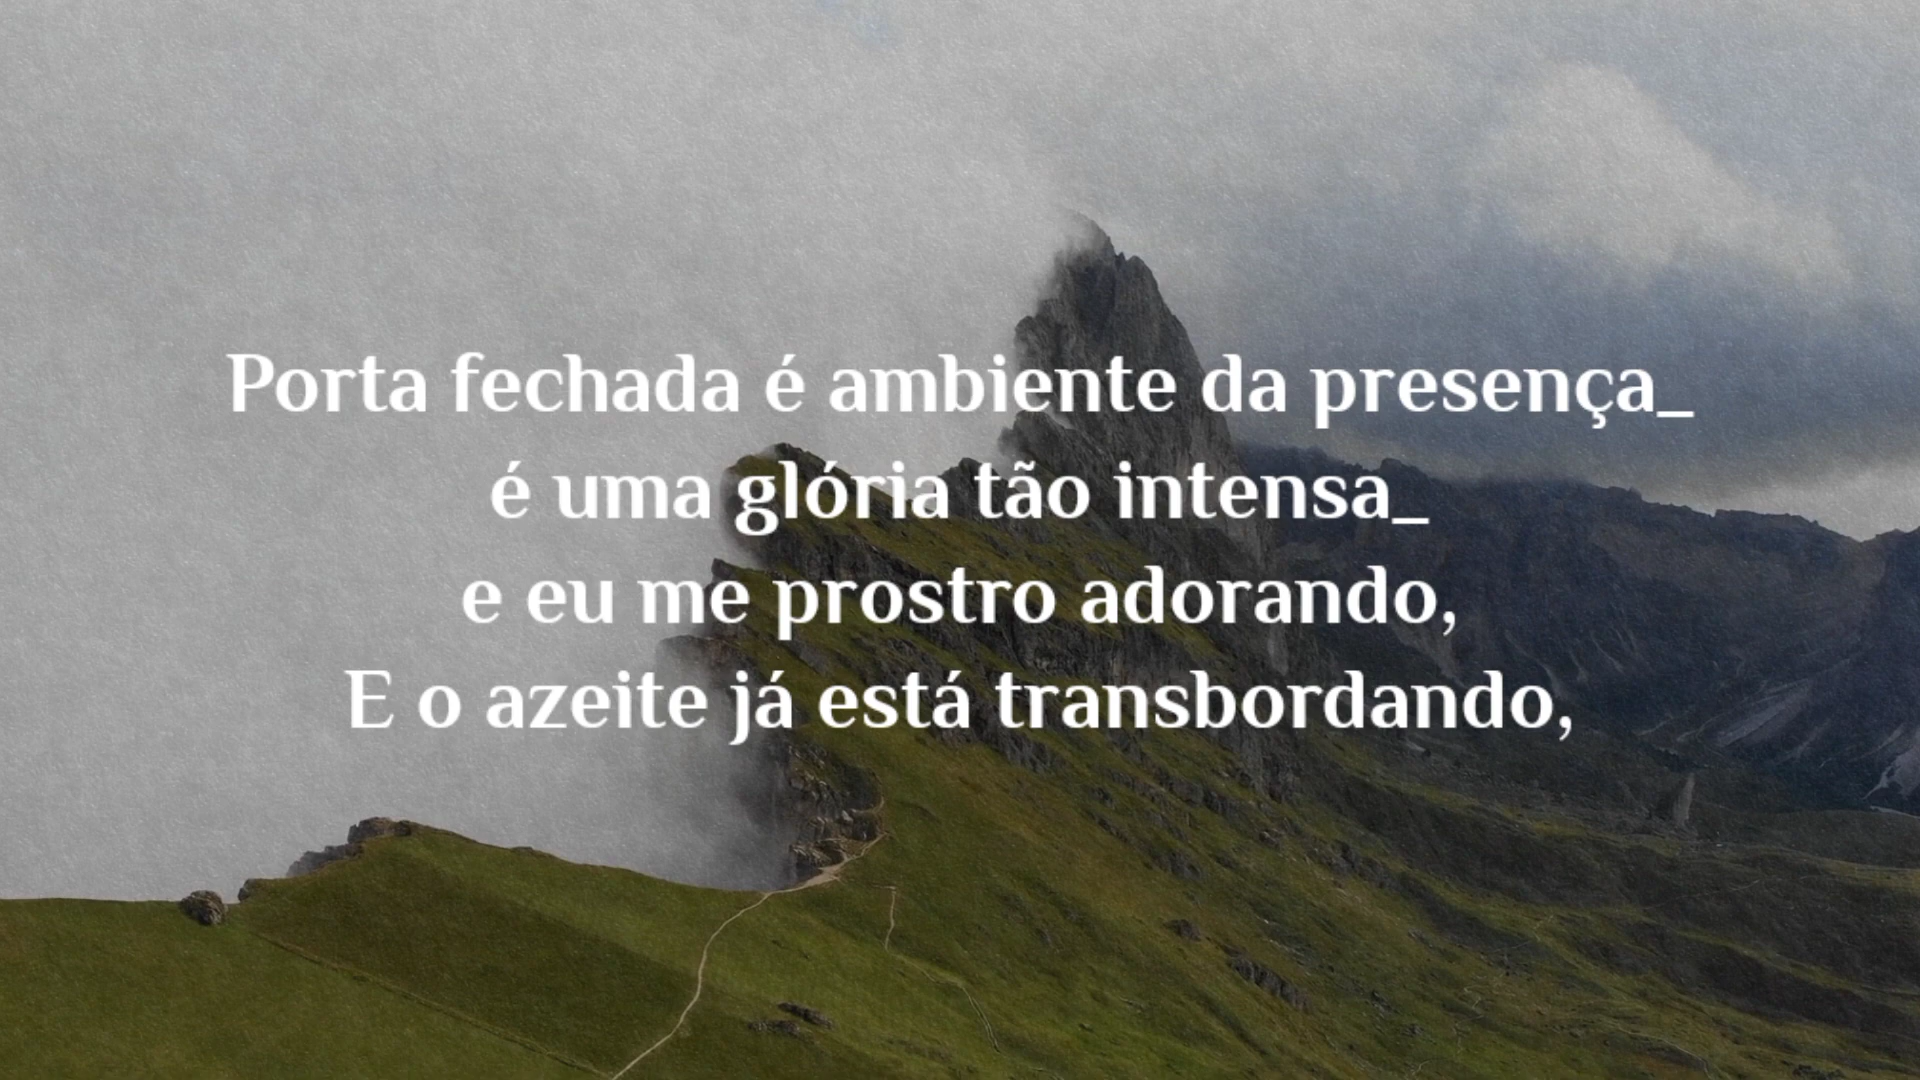 Porta fechada é ambiente da presença_
é uma glória tão intensa_
e eu me prostro adorando,
E o azeite já está transbordando,